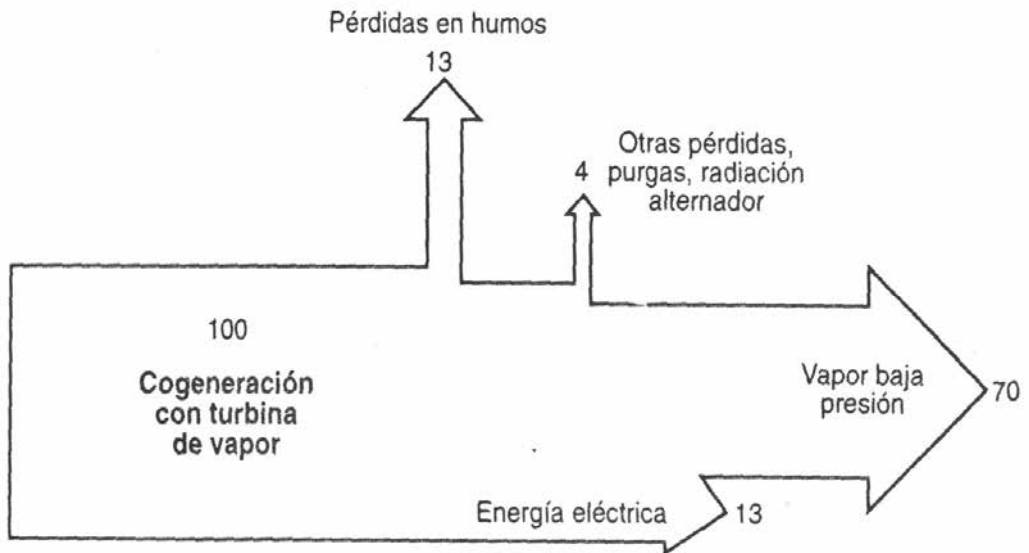 Pérdidas en humos
13
Otras pérdidas,
4 purgas, radiación
alternador
100
Cogeneración
con turbina
de vapor
Vapor baja
presión
70
Energía eléctrica
13